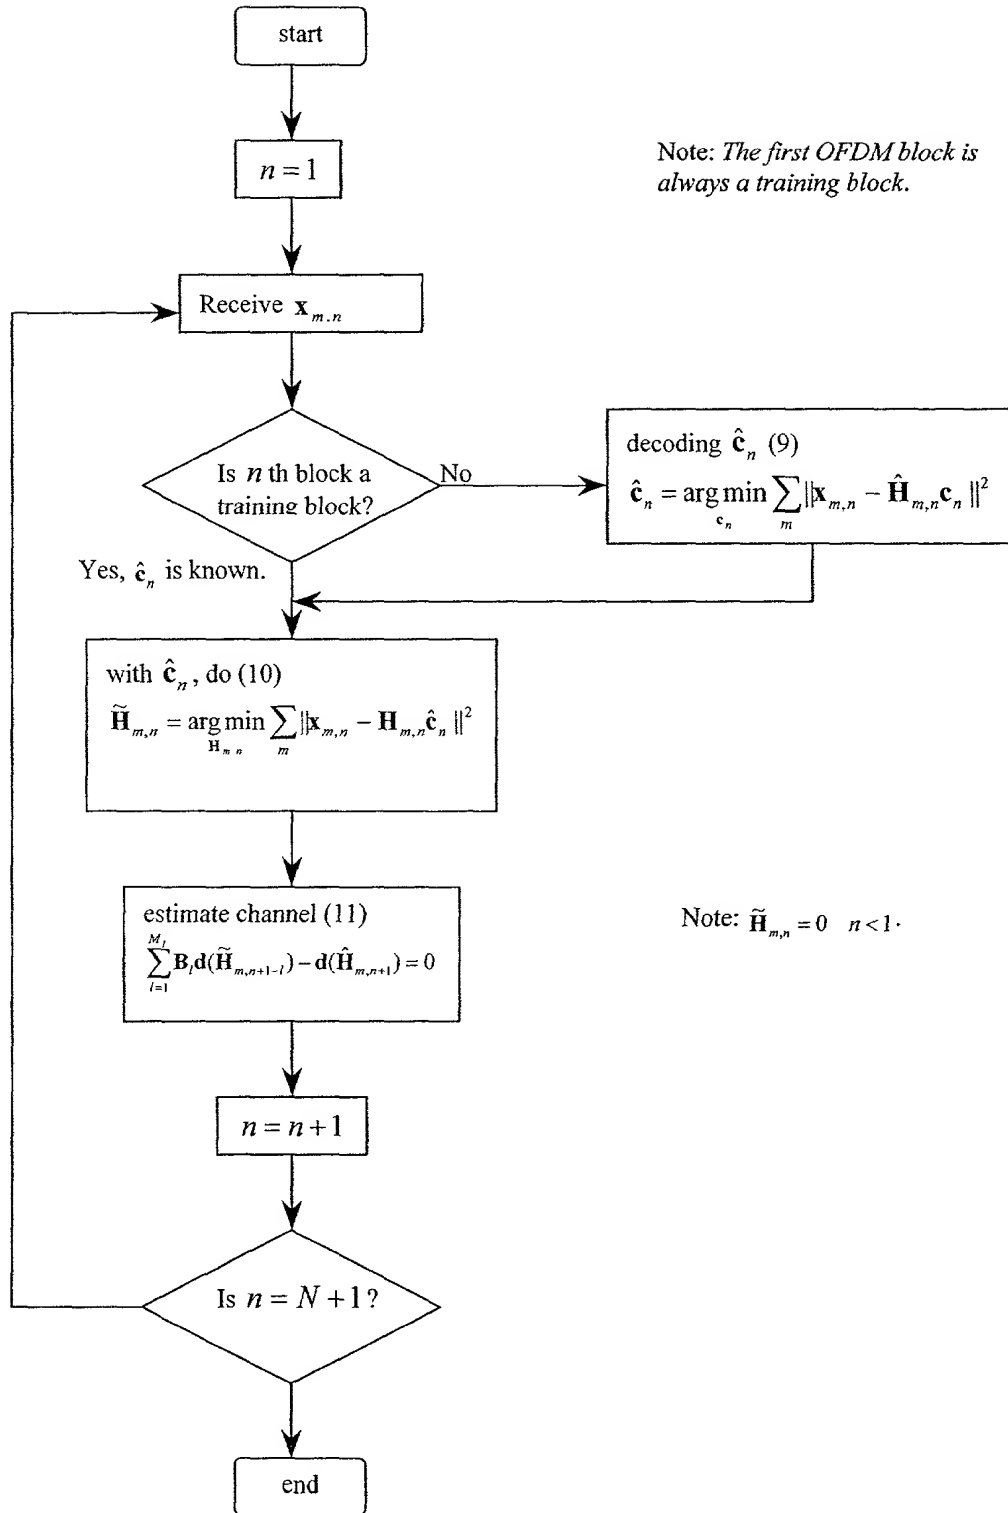 start
n = 1
Note: The first OFDM block is
always a training block.
Receive x_{m.n}
Is n th block a
training block?
No
decoding ĉ_n (9)
ĉ_n = arg min_{c_n} ∑_m ||x_{m,n} − Ĥ_{m,n} c_n ||²
Yes, ĉ_n is known.
with ĉ_n , do (10)
H̃_{m,n} = arg min_{H_{m n}} ∑_m ||x_{m,n} − H_{m,n} ĉ_n ||²
estimate channel (11)
∑_{l=1}^{M_l} B_l d(H̃_{m,n+1−l}) − d(Ĥ_{m,n+1}) = 0
Note: H̃_{m,n} = 0 n < 1.
n = n + 1
Is n = N + 1 ?
end